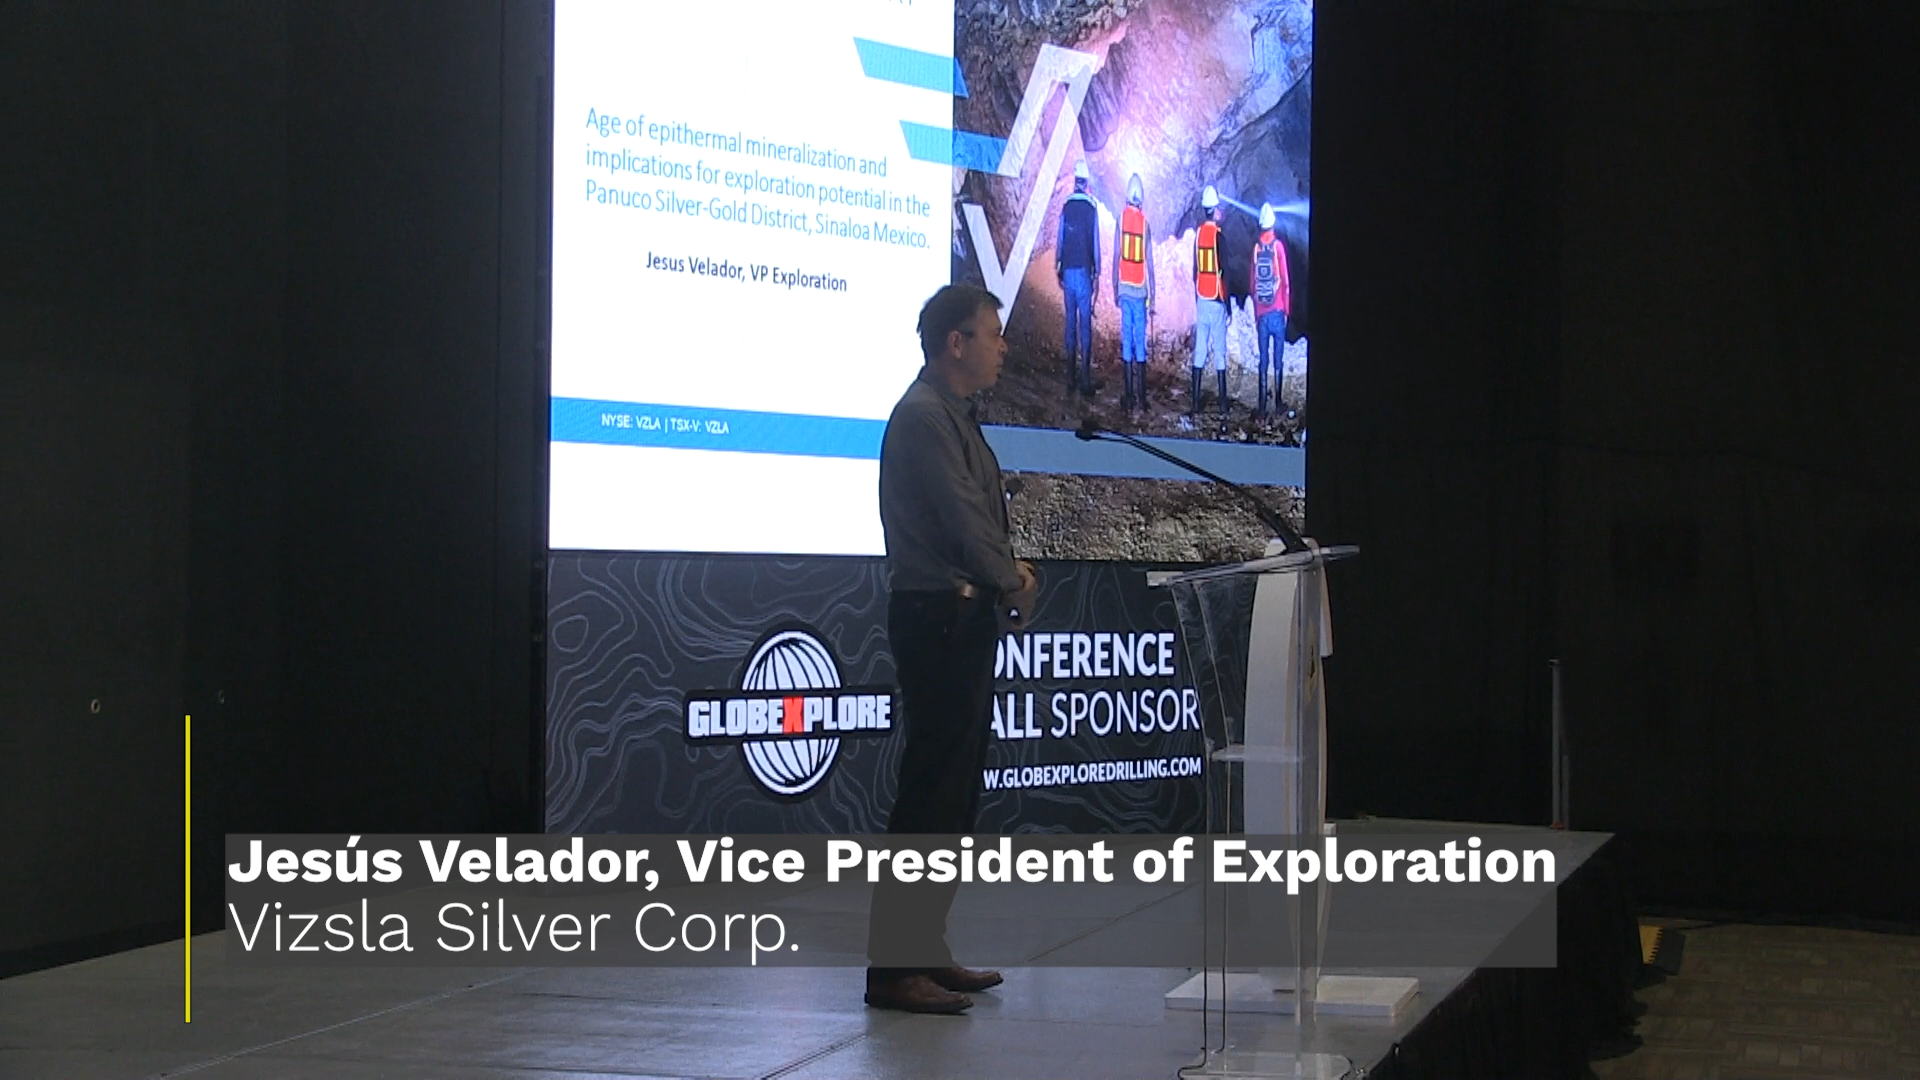 Age of epithermal mineralization and
implications for exploration potential in the
Panuco Silver-Gold District, Sinaloa Mexico.
Jesus Velador, VP Exploration
NYSE: VZLA | TSX-V: VZLA
GLOBEXPLORE
ONFERENCE
ALL SPONSOR
W.GLOBEXPLOREDRILLING.COM
Jesús Velador, Vice President of Exploration
Vizsla Silver Corp.